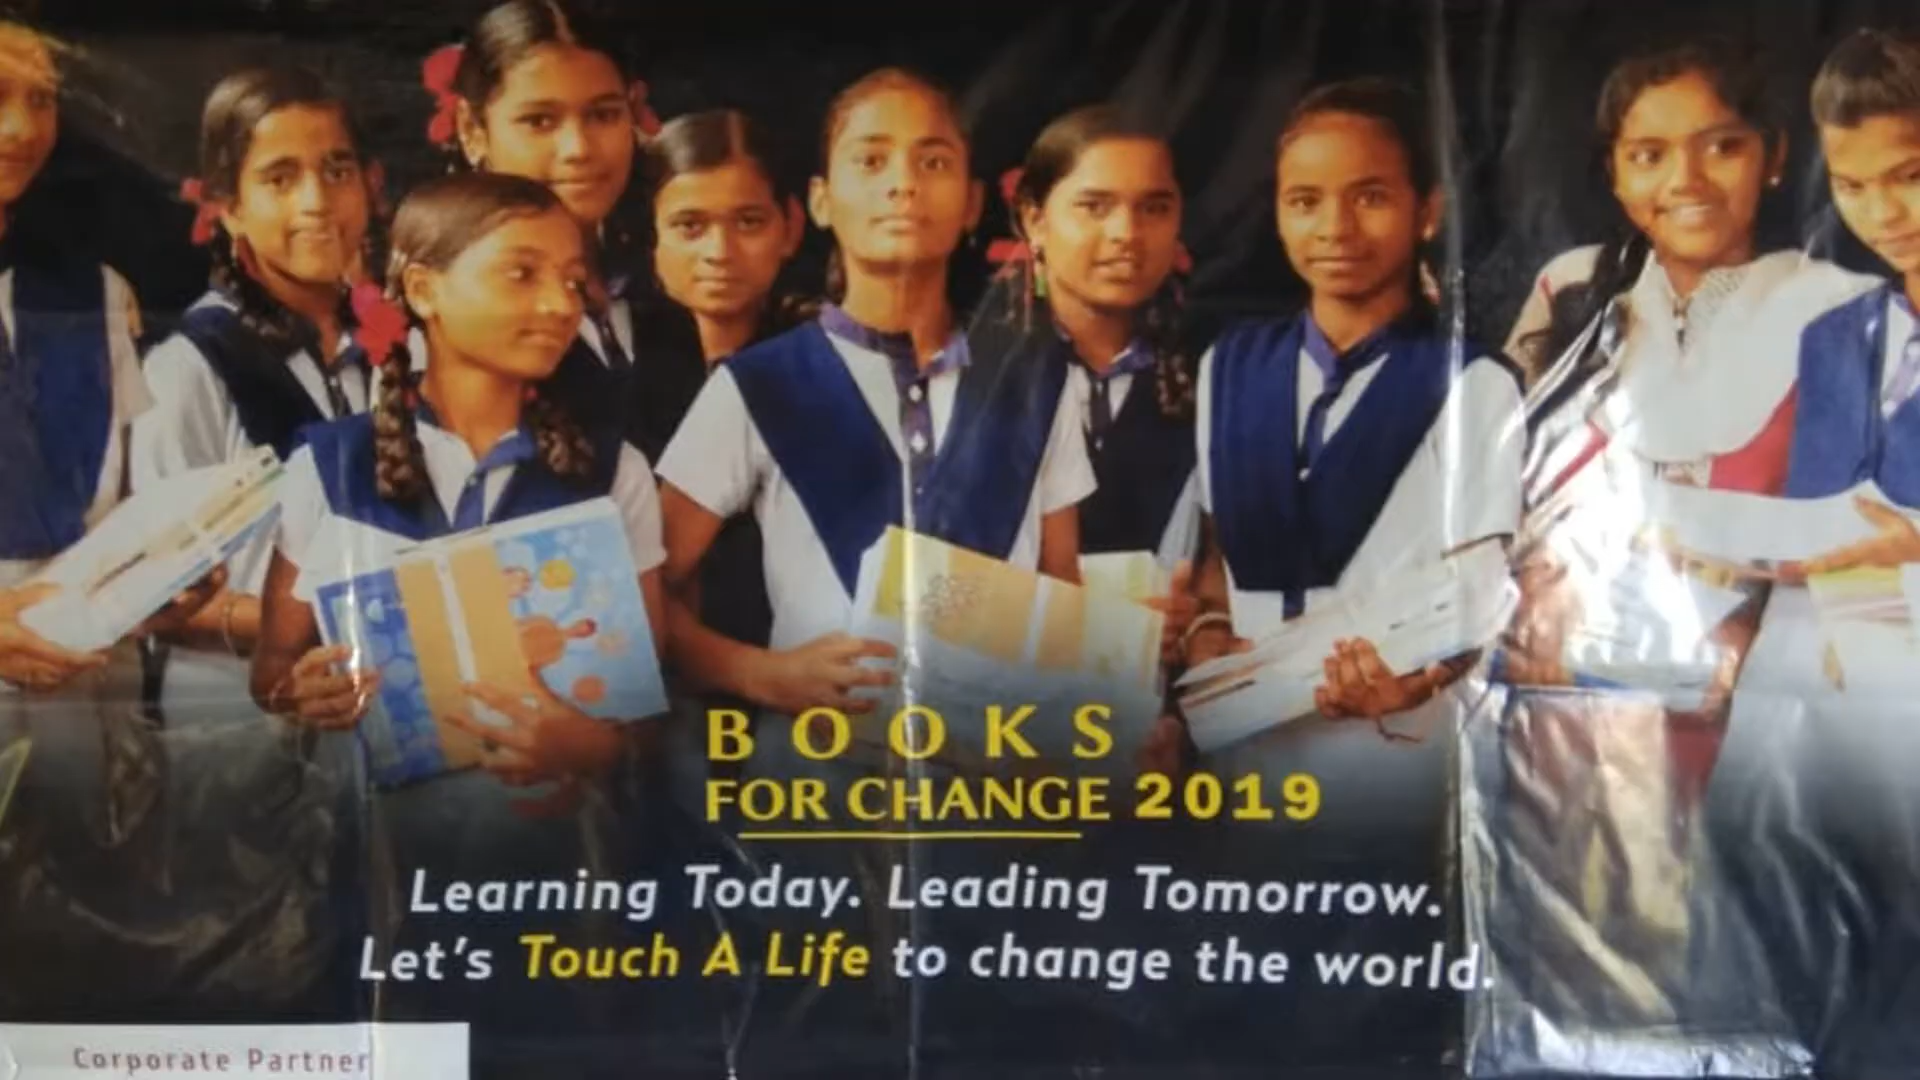 BOOKS
FOR CHANGE 2019
Learning Today. Leading Tomorrow.
Let's Touch A Life to change the world.
Corporate Partner